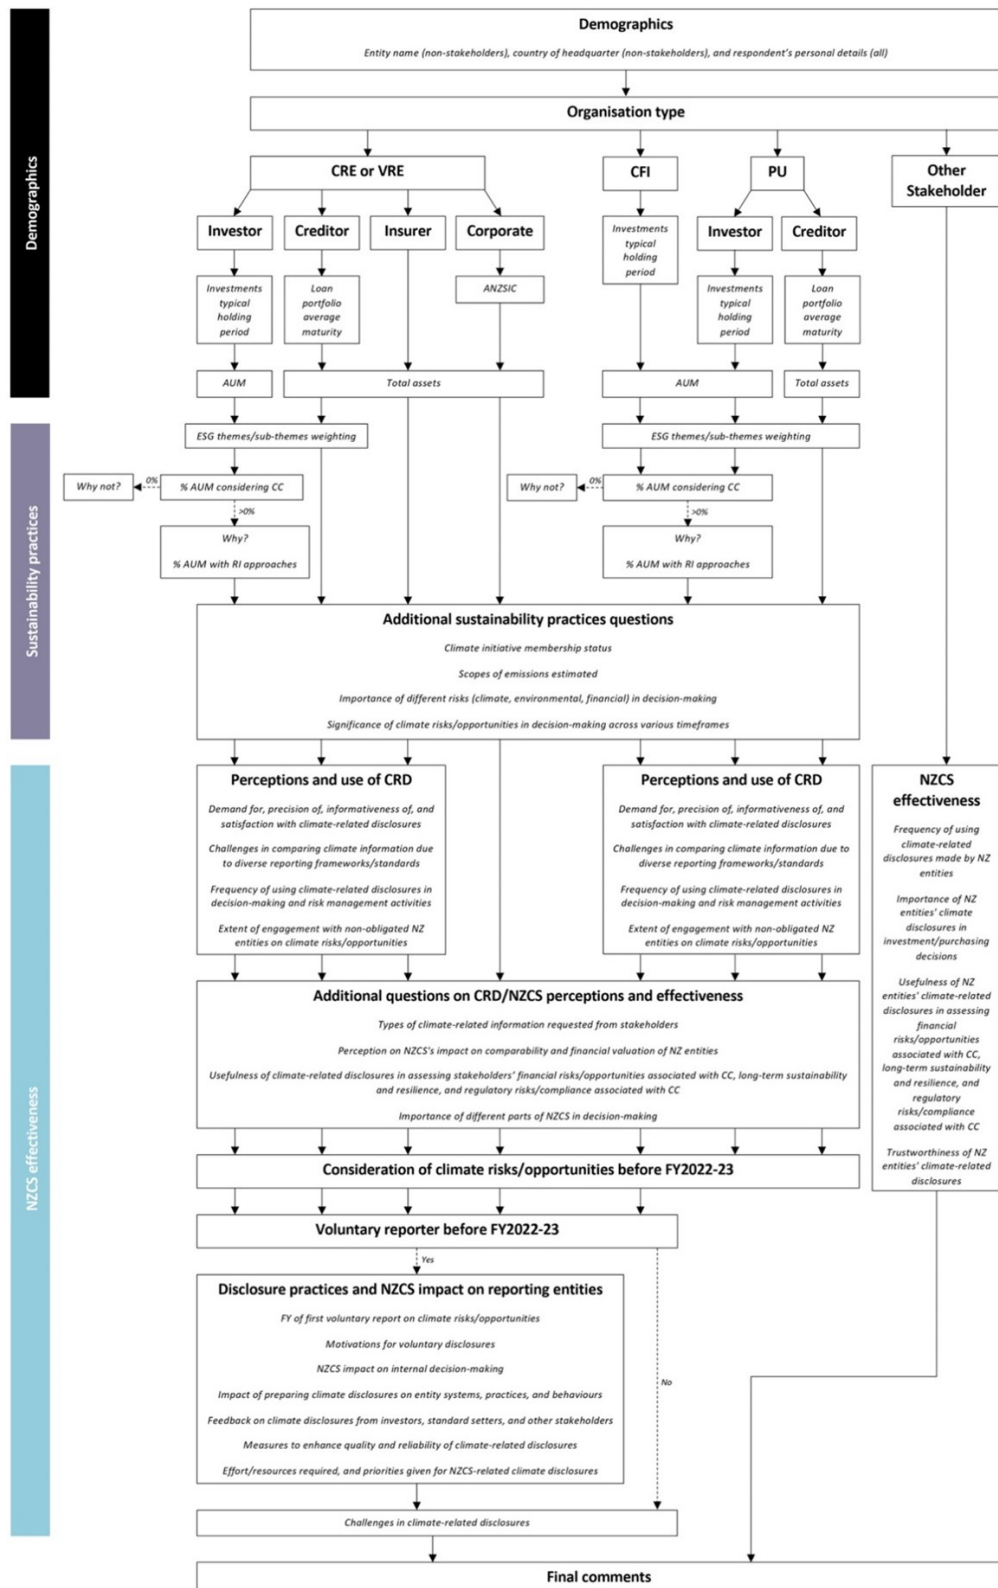 Demographics
Demographics
Entity name (non-stakeholders), country of headquarter (non-stakeholders), and respondent's personal details (all)
Organisation type
CRE or VRE
CFI
PU
Other
Stakeholder
Investor
Creditor
Insurer
Corporate
Investments
typical
holding
period
Investor
Creditor
Investments
typical
holding
period
Loan
portfolio
average
maturity
ANZSIC
Investments
typical
holding
period
Loan
portfolio
average
maturity
AUM
Total assets
AUM
Total assets
Sustainability practices
ESG themes/sub-themes weighting
ESG themes/sub-themes weighting
Why not?
0%
% AUM considering CC
Why not?
0%
% AUM considering CC
>0%
>0%
Why?
% AUM with RI approaches
Why?
% AUM with RI approaches
Additional sustainability practices questions
Climate initiative membership status
Scopes of emissions estimated
Importance of different risks (climate, environmental, financial) in decision-making
Significance of climate risks/opportunities in decision-making across various timeframes
NZCS effectiveness
Perceptions and use of CRD
Demand for, precision of, informativeness of, and
satisfaction with climate-related disclosures
Challenges in comparing climate information due
to diverse reporting frameworks/standards
Frequency of using climate-related disclosures in
decision-making and risk management activities
Extent of engagement with non-obligated NZ
entities on climate risks/opportunities
Perceptions and use of CRD
Demand for, precision of, informativeness of, and
satisfaction with climate-related disclosures
Challenges in comparing climate information due
to diverse reporting frameworks/standards
Frequency of using climate-related disclosures in
decision-making and risk management activities
Extent of engagement with non-obligated NZ
entities on climate risks/opportunities
NZCS
effectiveness
Frequency of using
climate-related
disclosures made by NZ
entities
Importance of NZ
entities' climate
disclosures in
investment/purchasing
decisions
Usefulness of NZ
entities' climate-related
disclosures in assessing
financial
risks/opportunities
associated with CC,
long-term sustainability
and resilience, and
regulatory
risks/compliance
associated with CC
Trustworthiness of NZ
entities' climate-related
disclosures
Additional questions on CRD/NZCS perceptions and effectiveness
Types of climate-related information requested from stakeholders
Perception on NZCS's impact on comparability and financial valuation of NZ entities
Usefulness of climate-related disclosures in assessing stakeholders' financial risks/opportunities associated with CC, long-term sustainability
and resilience, and regulatory risks/compliance associated with CC
Importance of different parts of NZCS in decision-making
Consideration of climate risks/opportunities before FY2022-23
Voluntary reporter before FY2022-23
Yes
Disclosure practices and NZCS impact on reporting entities
FY of first voluntary report on climate risks/opportunities
Motivations for voluntary disclosures
NZCS impact on internal decision-making
Impact of preparing climate disclosures on entity systems, practices, and behaviours
Feedback on climate disclosures from investors, standard setters, and other stakeholders
Measures to enhance quality and reliability of climate-related disclosures
Effort/resources required, and priorities given for NZCS-related climate disclosures
No
Challenges in climate-related disclosures
Final comments